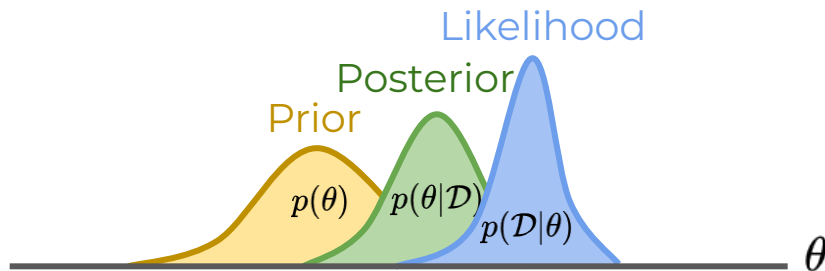 Likelihood
Posterior
Prior
p(θ)
p(θ|𝒟)
p(𝒟|θ)
θ